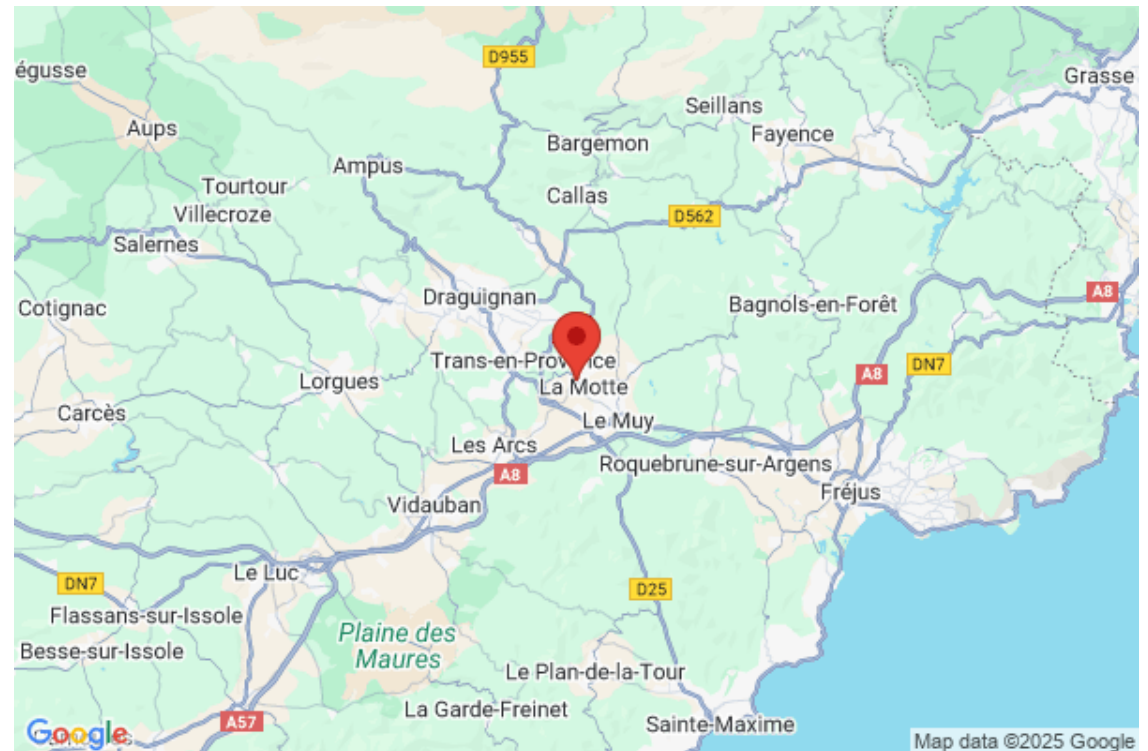 D955
égusse
Grasse
Seillans
Aups
Fayence
Bargemon
Ampus
Tourtour
Callas
Villecroze
D562
Salernes
Draguignan
A8
Cotignac
Bagnols-en-Forêt
Trans-en-Provence
DN7
A8
Lorgues
La Motte
Carcès
Le Muy
Les Arcs
Roquebrune-sur-Argens
A8
Fréjus
Vidauban
Le Luc
DN7
D25
Flassans-sur-Issole
Plaine des
Maures
Besse-sur-Issole
Le Plan-de-la-Tour
La Garde-Freinet
A57
Sainte-Maxime
Google
Map data ©2025 Google